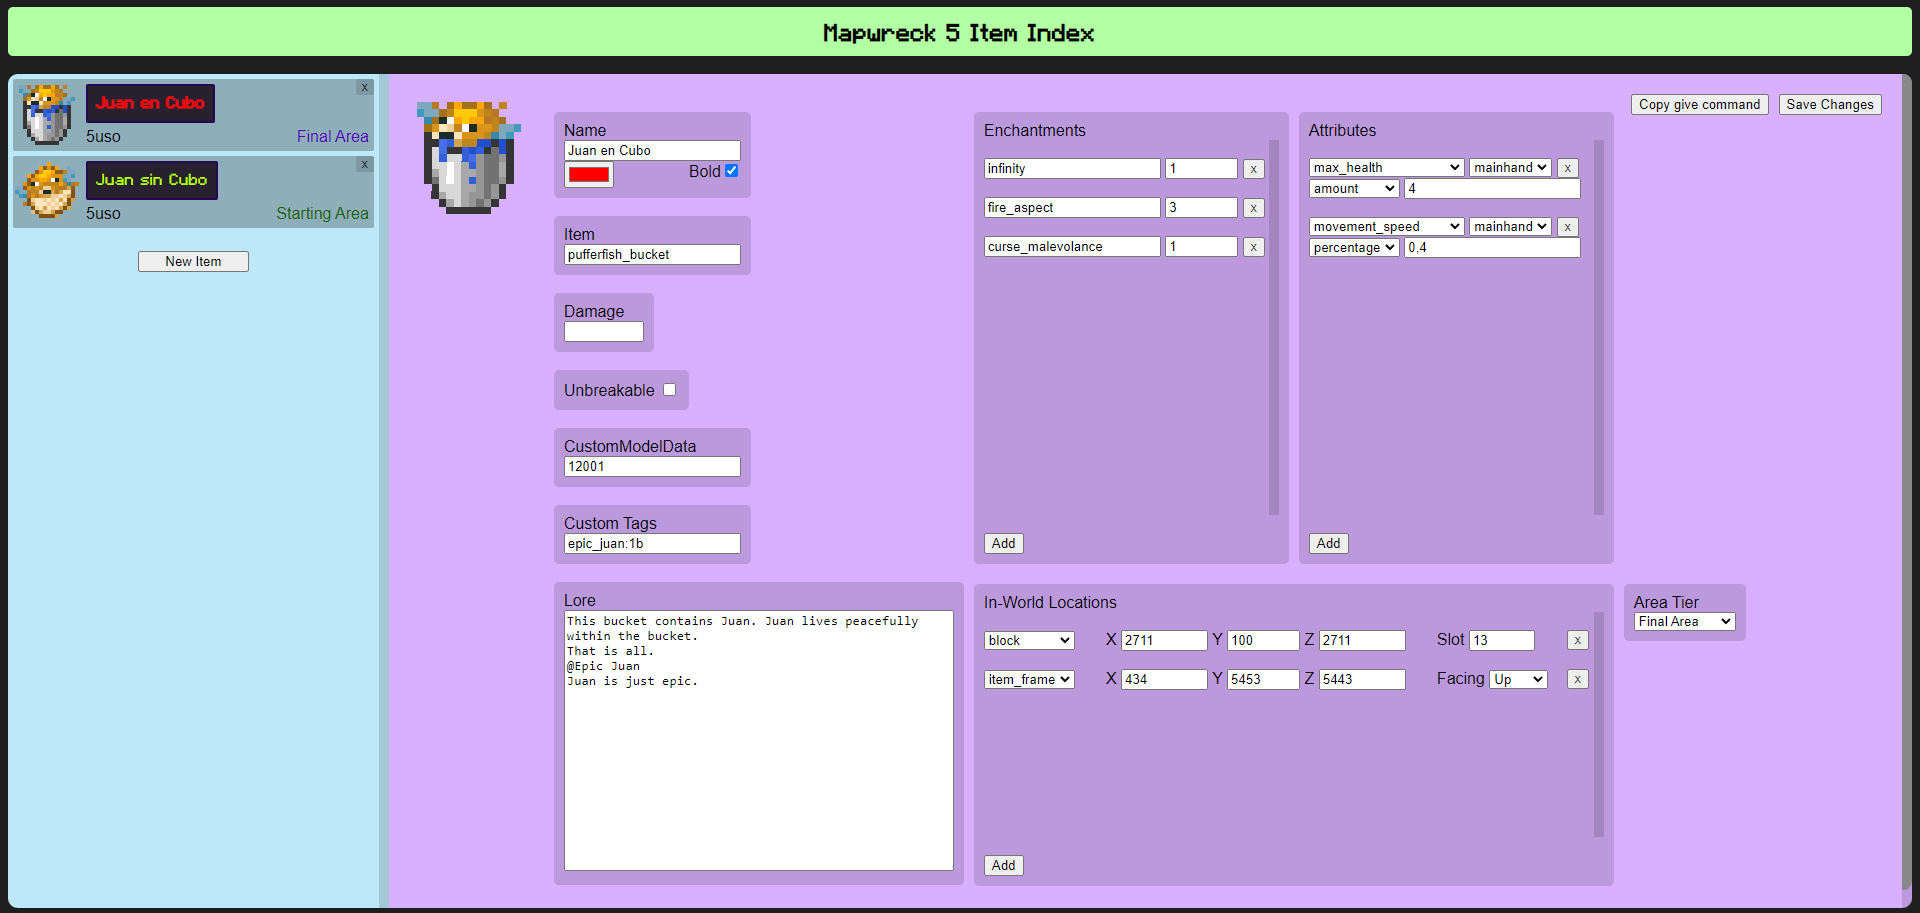 Mapwreck 5 Item Index
Juan en Cubo
x
5uso
Final Area
Juan sin Cubo
x
5uso
Starting Area
New Item
Copy give command
Save Changes
Name
Juan en Cubo
Bold
Item
pufferfish_bucket
Damage
Unbreakable
CustomModelData
12001
Custom Tags
epic_juan:1b
Lore
This bucket contains Juan. Juan lives peacefully
within the bucket.
That is all.
@Epic Juan
Juan is just epic.
Enchantments
infinity 1 x
fire_aspect 3 x
curse_malevolance 1 x
Add
Attributes
max_health mainhand x
amount 4
movement_speed mainhand x
percentage 0,4
Add
In-World Locations
block X 2711 Y 100 Z 2711 Slot 13 x
item_frame X 434 Y 5453 Z 5443 Facing Up x
Add
Area Tier
Final Area